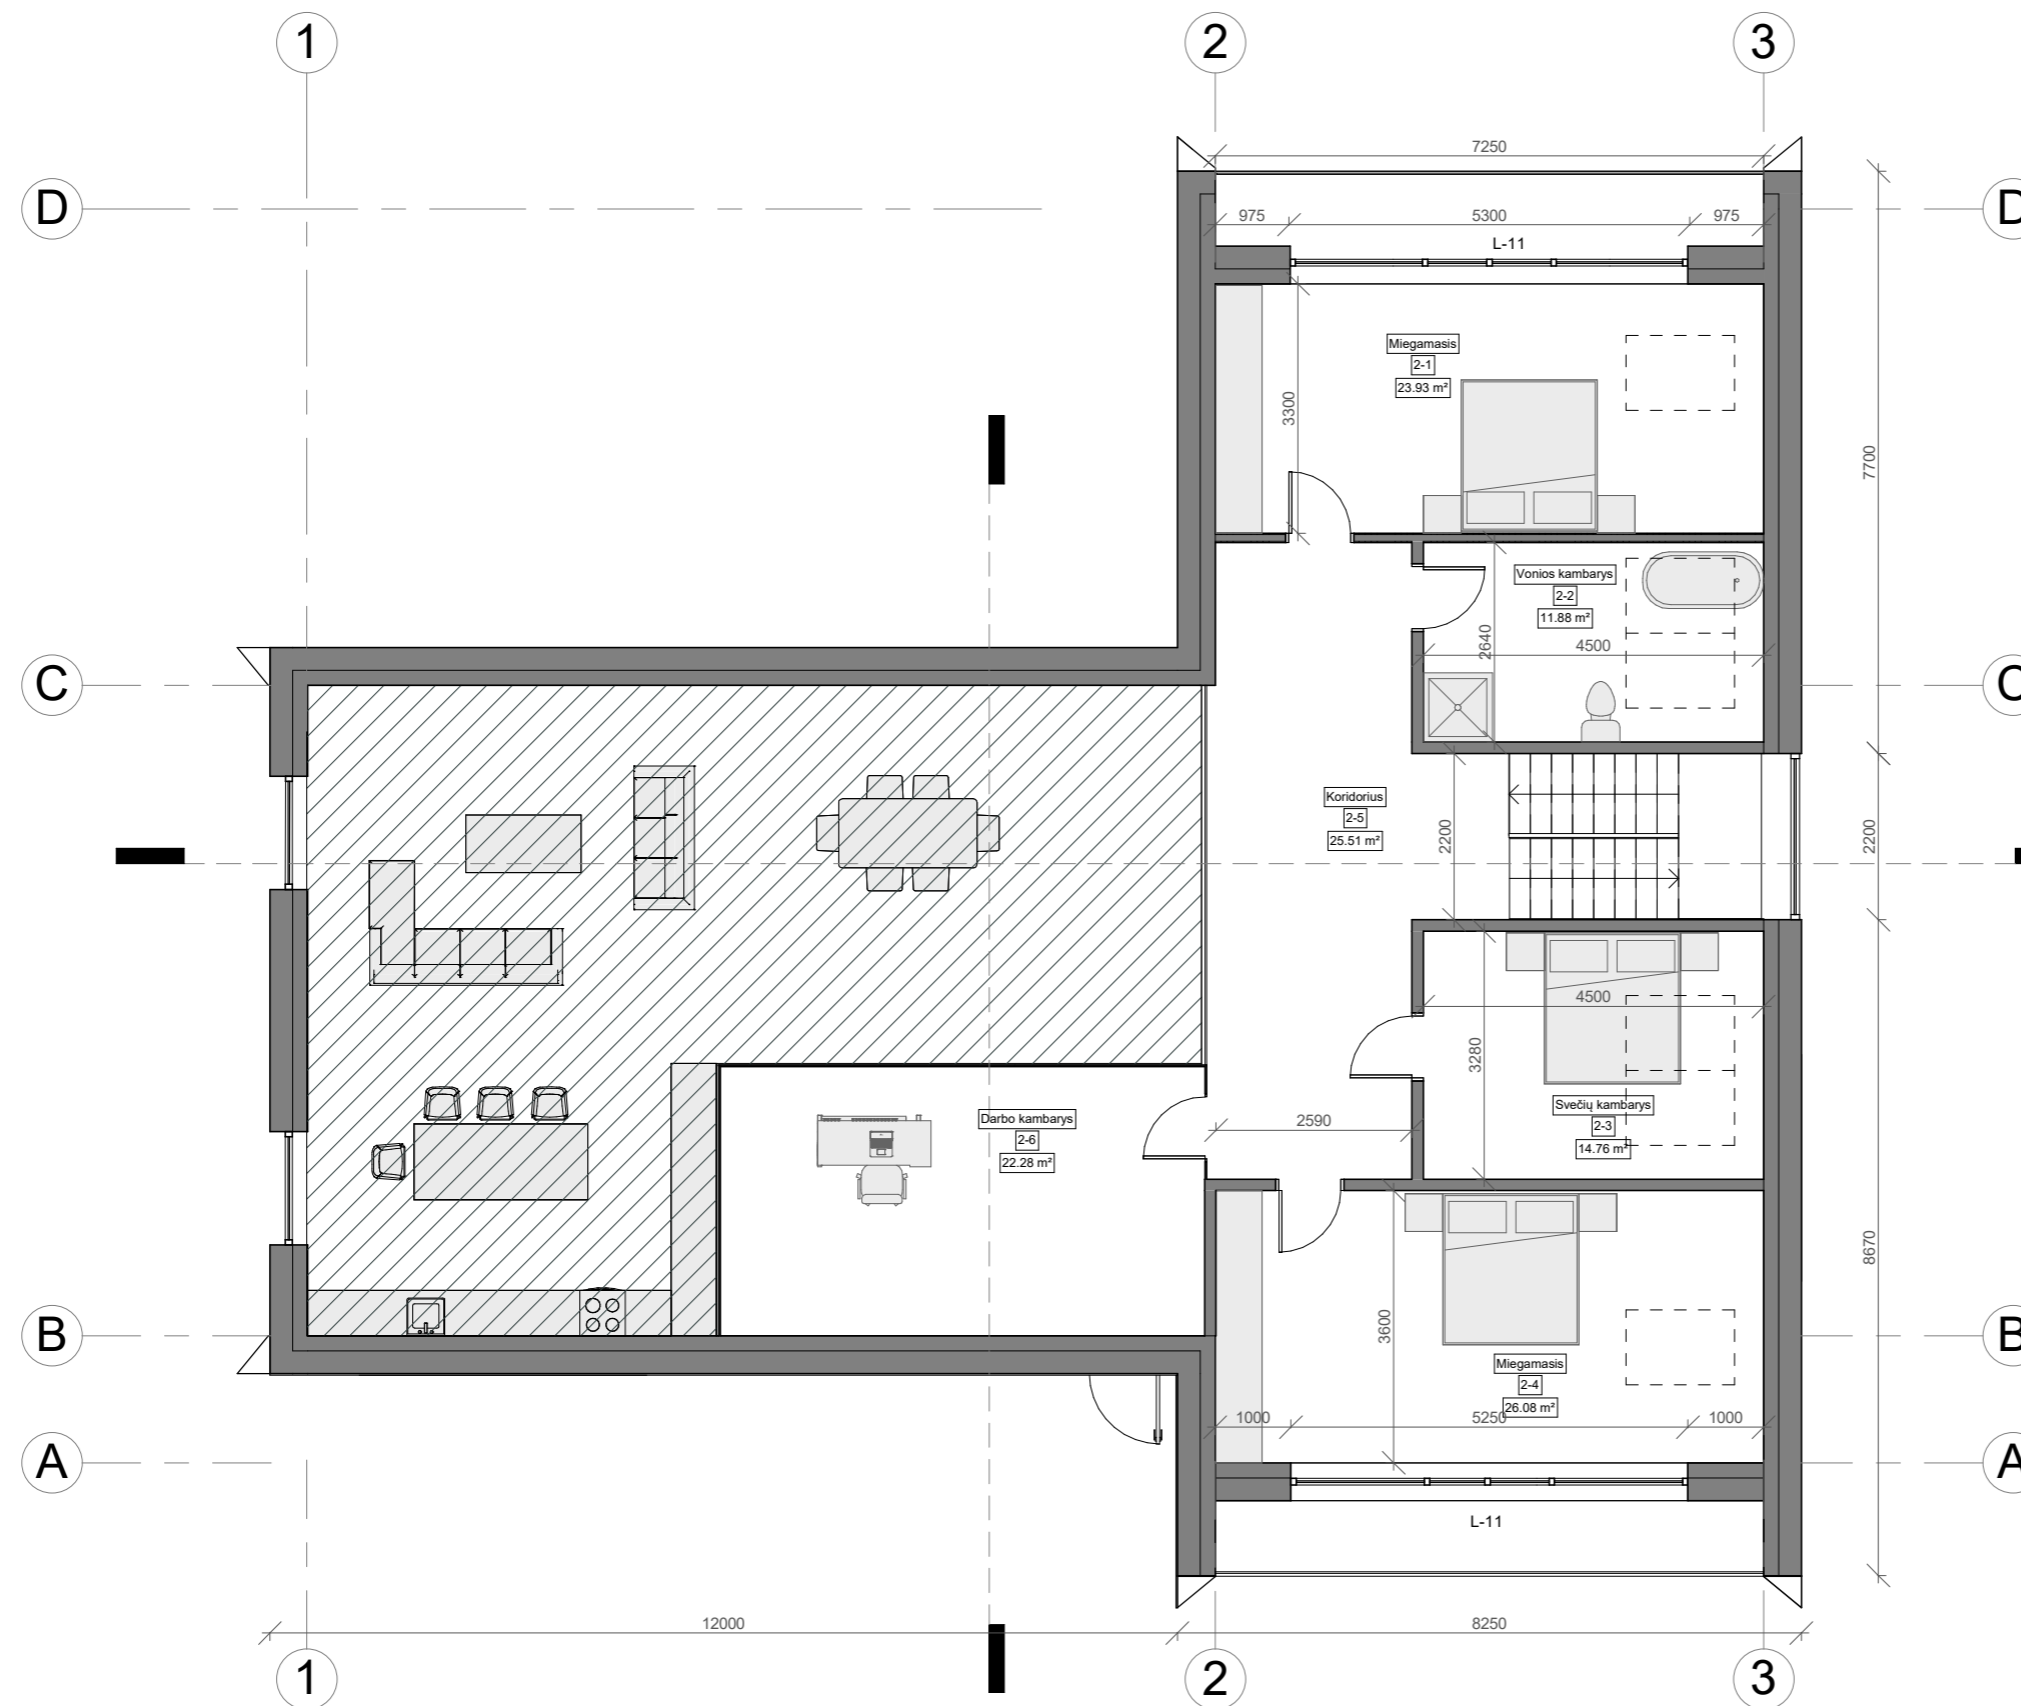 1
2
3
7250
D
D
975
5300
975
L-11
Miegamasis
2-1
23.93 m²
3300
7700
Vonios kambarys
2-2
11.88 m²
2640
4500
C
C
Koridorius
2-5
25.51 m²
2200
2200
4500
3280
Svečių kambarys
2-3
14.76 m²
Darbo kambarys
2-6
22.28 m²
2590
8670
3600
B
B
Miegamasis
2-4
26.08 m²
1000
5250
1000
A
A
L-11
12000
8250
1
2
3